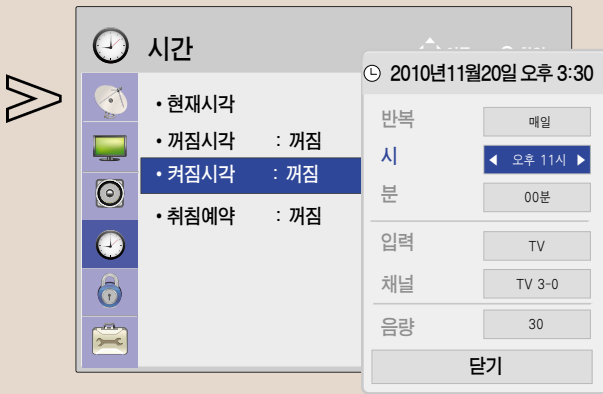 시간
2010년11월20일 오후 3:30
• 현재시각
• 꺼짐시각 : 꺼짐
• 켜짐시각 : 꺼짐
• 취침예약 : 꺼짐
반복 매일
시 ◀ 오후 11시 ▶
분 00분
입력 TV
채널 TV 3-0
음량 30
닫기